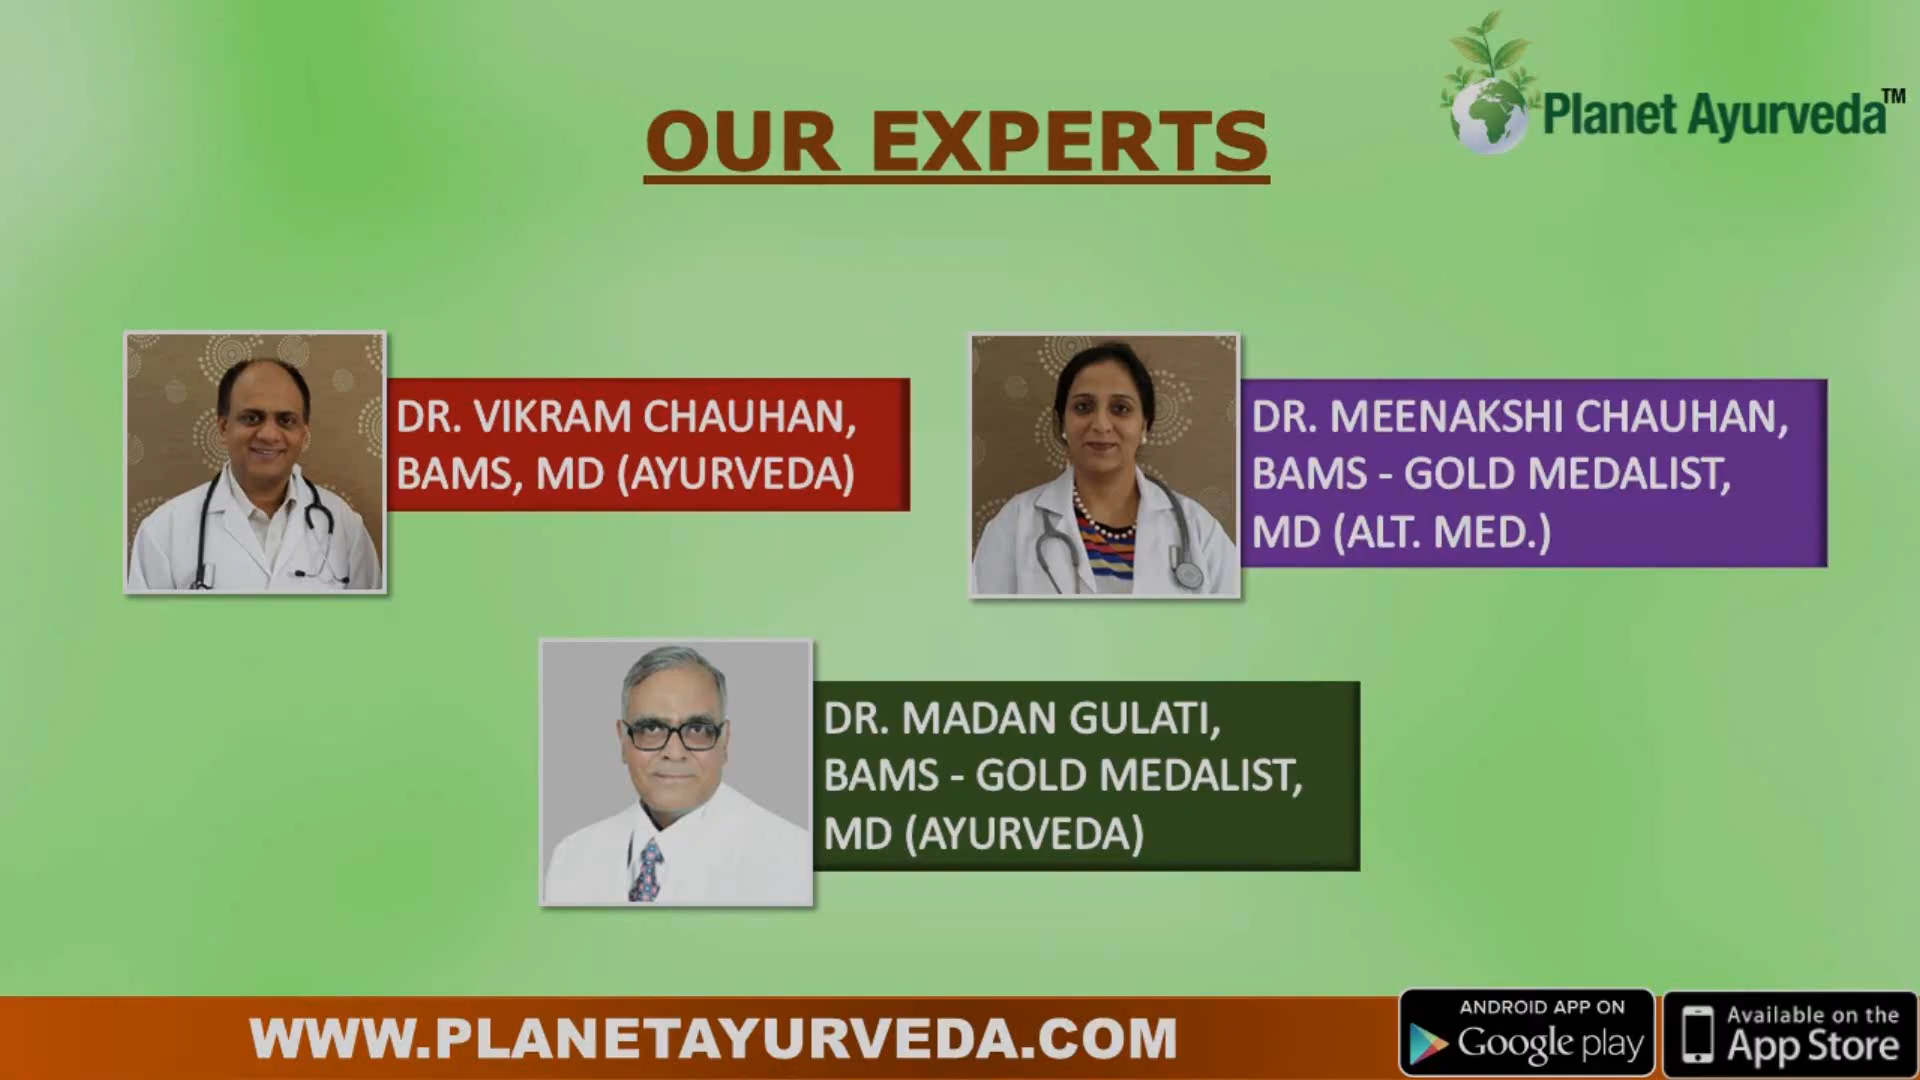 Planet Ayurveda™
OUR EXPERTS
DR. VIKRAM CHAUHAN,
BAMS, MD (AYURVEDA)
DR. MEENAKSHI CHAUHAN,
BAMS - GOLD MEDALIST,
MD (ALT. MED.)
DR. MADAN GULATI,
BAMS - GOLD MEDALIST,
MD (AYURVEDA)
WWW.PLANETAYURVEDA.COM
ANDROID APP ON
Google play
Available on the
App Store